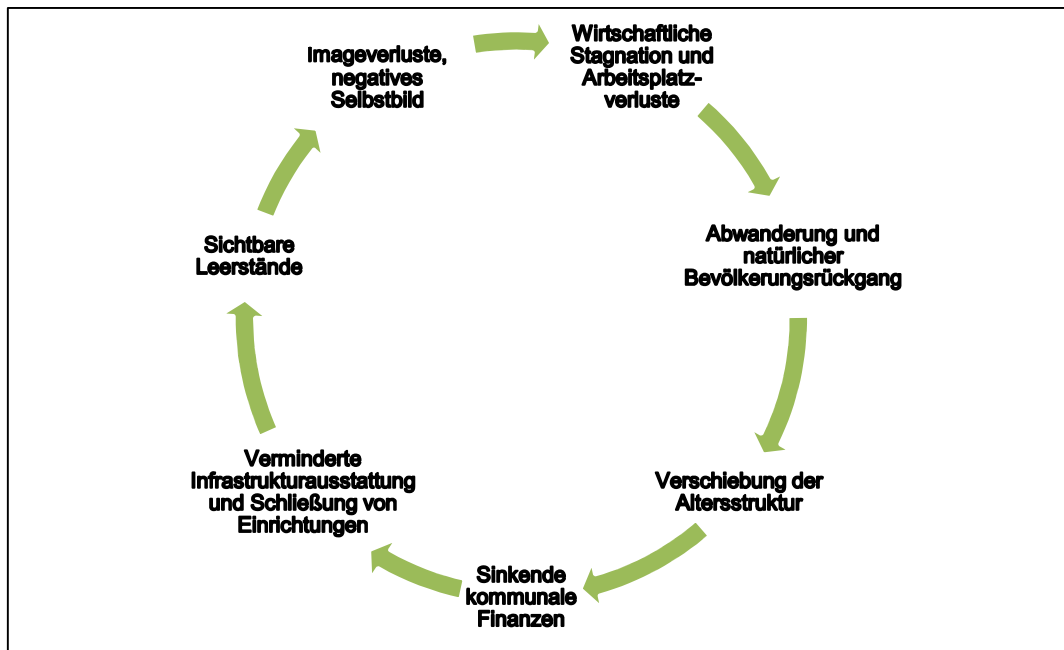 Imageverluste,
negatives
Selbstbild
Wirtschaftliche
Stagnation und
Arbeitsplatz-
verluste
Abwanderung und
natürlicher
Bevölkerungsrückgang
Verschiebung der
Altersstruktur
Sinkende
kommunale
Finanzen
Verminderte
Infrastrukturausstattung
und Schließung von
Einrichtungen
Sichtbare
Leerstände